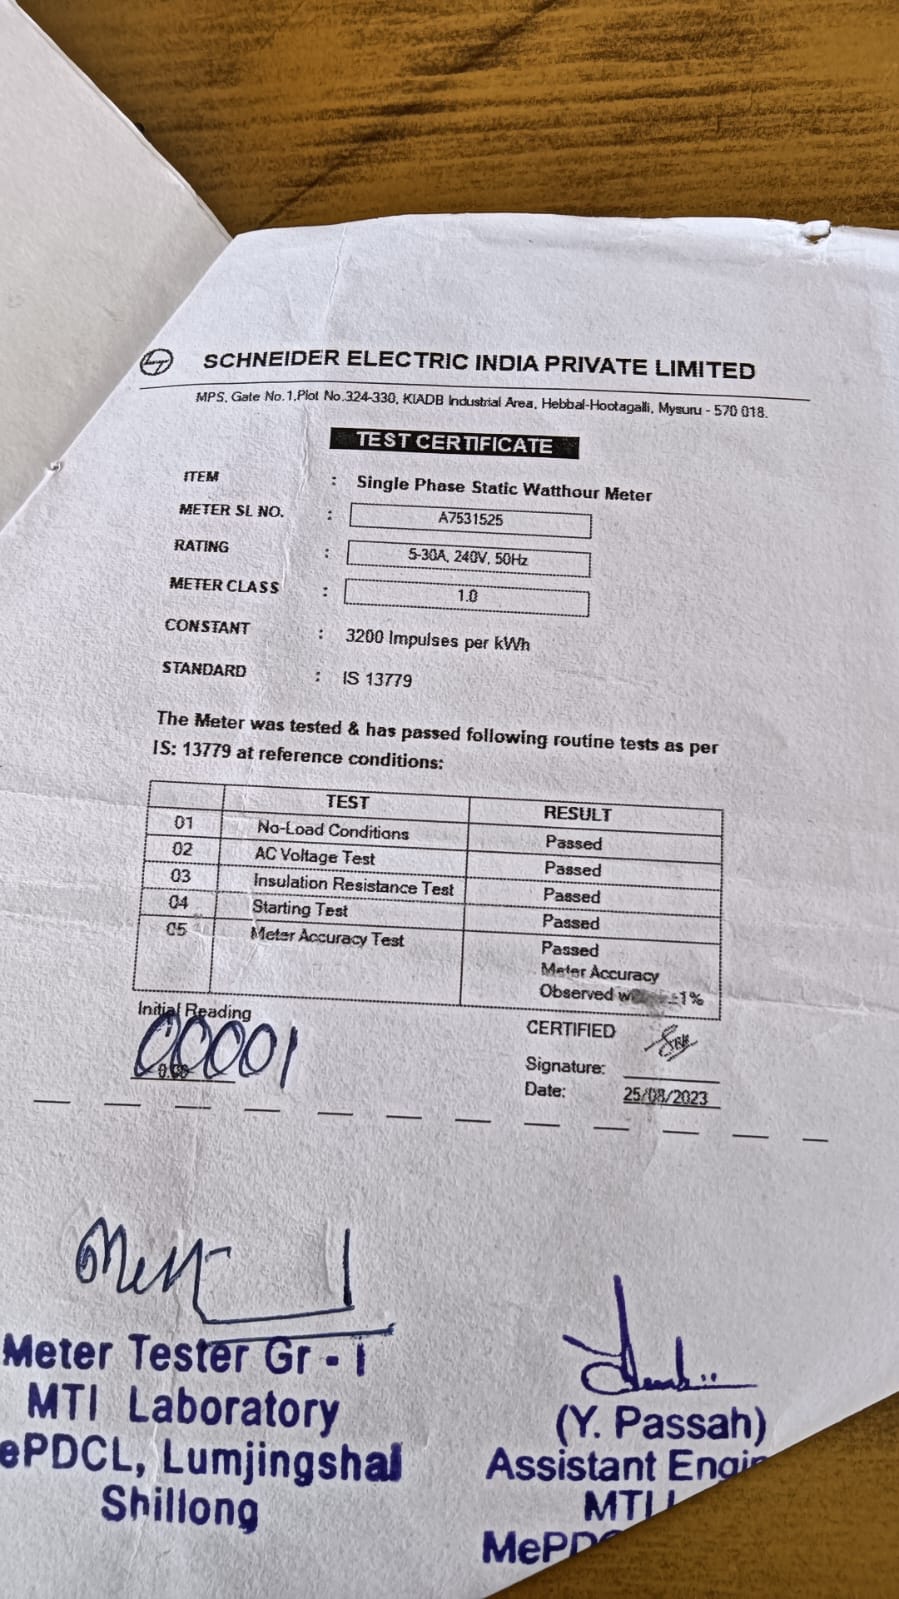 SCHNEIDER ELECTRIC INDIA PRIVATE LIMITED
MPS, Gate No.1,Plot No.324-330, KIADB Industrial Area, Hebbal-Hootagalli, Mysuru - 570 018.
TEST CERTIFICATE
ITEM : Single Phase Static Watthour Meter
METER SL NO. : A7531525
RATING : 5-30A, 240V, 50Hz
METER CLASS : 1.0
CONSTANT : 3200 Impulses per kWh
STANDARD : IS 13779
The Meter was tested & has passed following routine tests as per
IS: 13779 at reference conditions:
TEST RESULT
01 No-Load Conditions Passed
02 AC Voltage Test Passed
03 Insulation Resistance Test Passed
04 Starting Test Passed
05 Meter Accuracy Test Passed
Meter Accuracy
Observed ±1%
Initial Reading
00001
CERTIFIED
Signature:
Date: 25/08/2023
Meter Tester Gr - I
MTI Laboratory
ePDCL, Lumjingshai
Shillong
(Y. Passah)
Assistant Engin
MTI L
MePDC